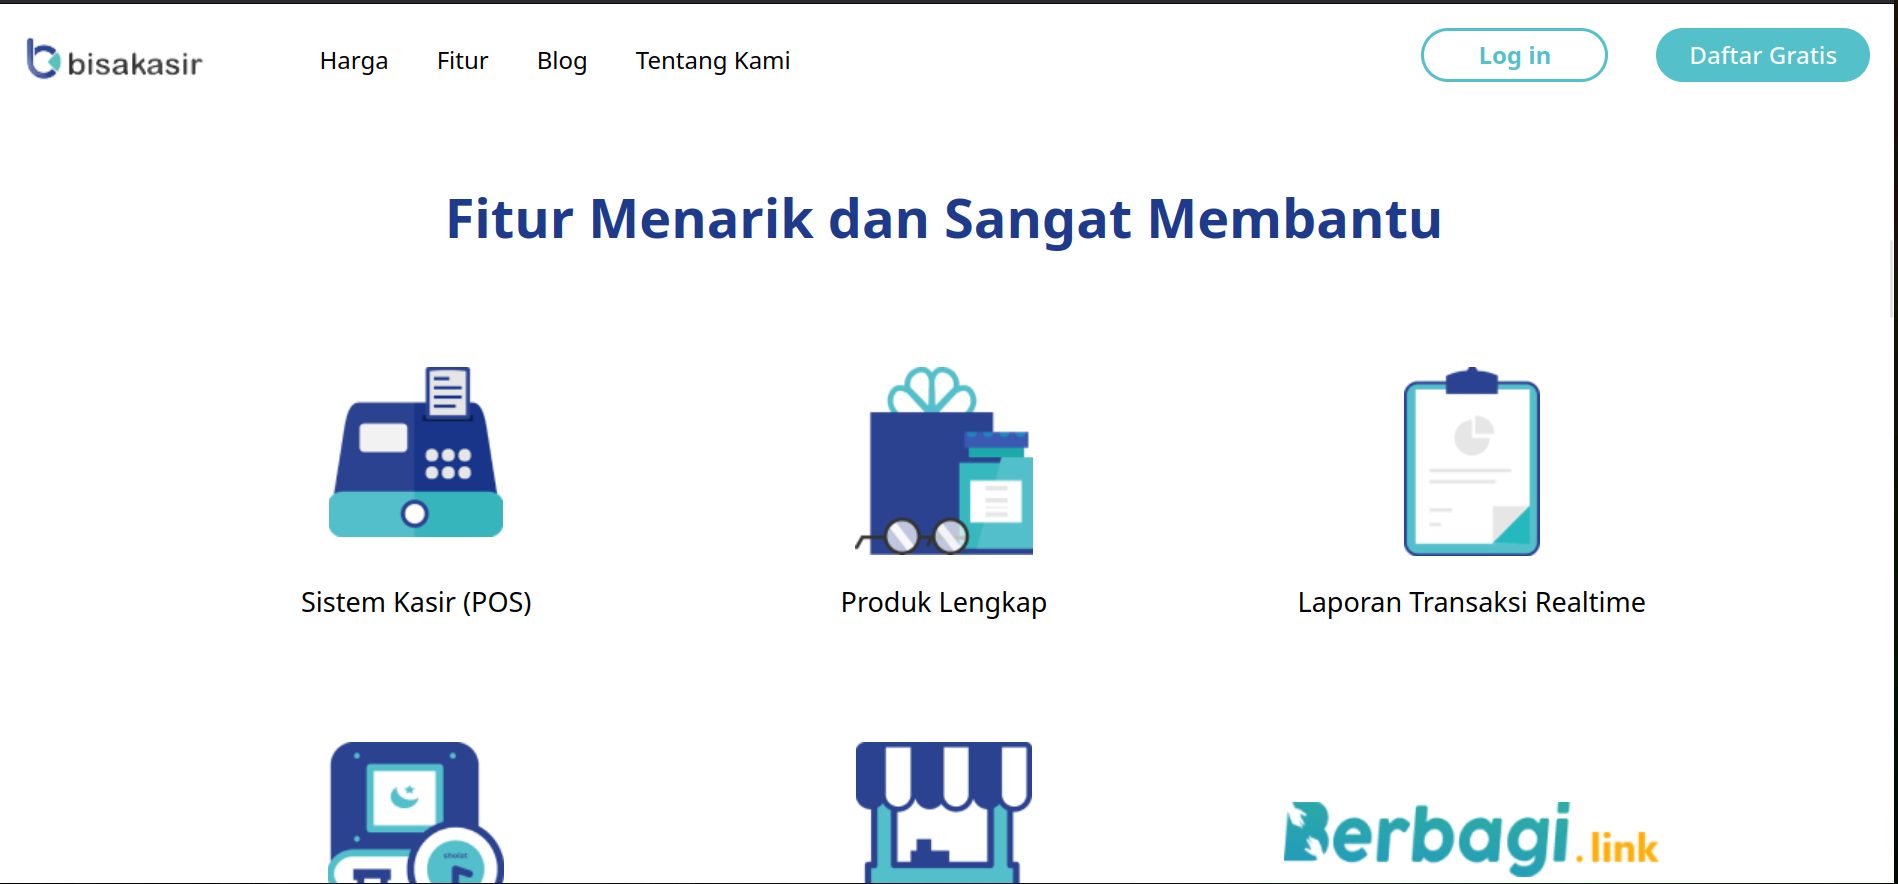 bisakasir
Harga Fitur Blog Tentang Kami
Log in
Daftar Gratis
Fitur Menarik dan Sangat Membantu
Sistem Kasir (POS)
Produk Lengkap
Laporan Transaksi Realtime
sholat
Berbagi.link